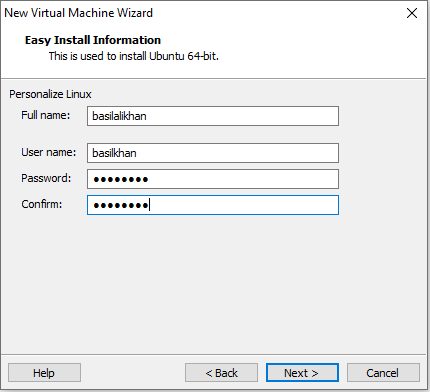 New Virtual Machine Wizard
Easy Install Information
This is used to install Ubuntu 64-bit.
Personalize Linux
Full name: basilalikhan
User name: basilkhan
Password: ●●●●●●●●
Confirm: ●●●●●●●●
Help < Back Next > Cancel